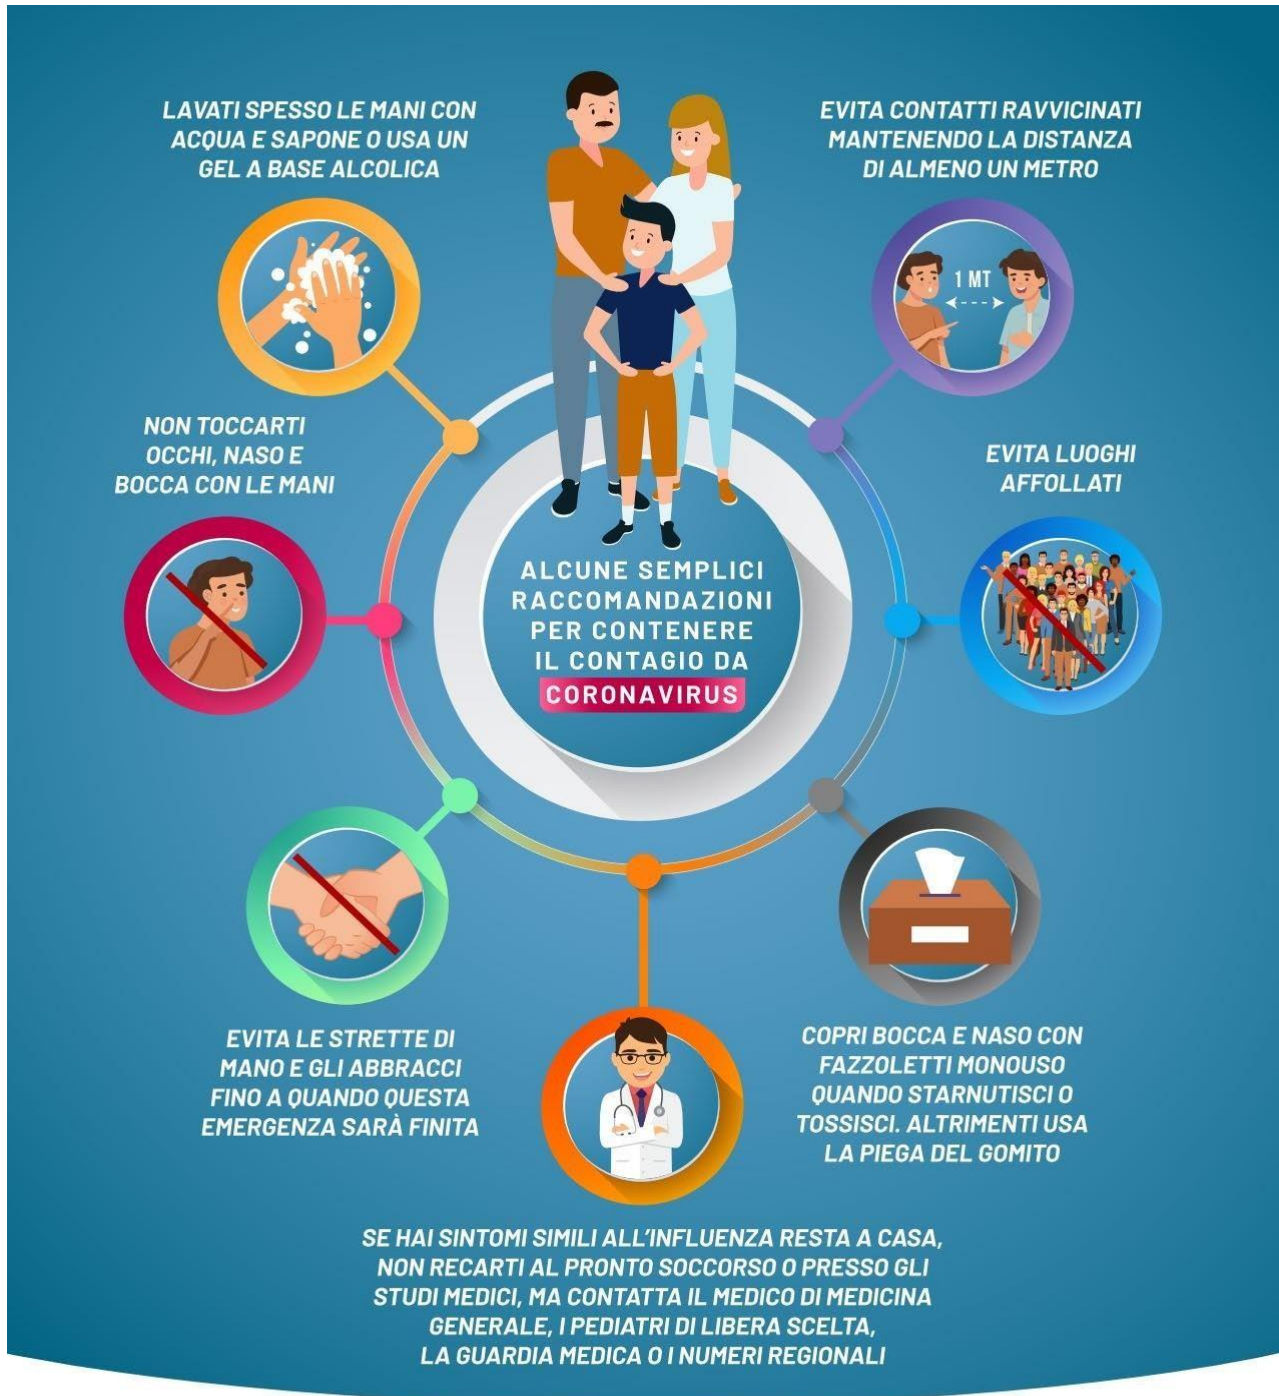 LAVATI SPESSO LE MANI CON
ACQUA E SAPONE O USA UN
GEL A BASE ALCOLICA
EVITA CONTATTI RAVVICINATI
MANTENENDO LA DISTANZA
DI ALMENO UN METRO
1 MT
NON TOCCARTI
OCCHI, NASO E
BOCCA CON LE MANI
EVITA LUOGHI
AFFOLLATI
ALCUNE SEMPLICI
RACCOMANDAZIONI
PER CONTENERE
IL CONTAGIO DA
CORONAVIRUS
EVITA LE STRETTE DI
MANO E GLI ABBRACCI
FINO A QUANDO QUESTA
EMERGENZA SARÀ FINITA
COPRI BOCCA E NASO CON
FAZZOLETTI MONOUSO
QUANDO STARNUTISCI O
TOSSISCI. ALTRIMENTI USA
LA PIEGA DEL GOMITO
SE HAI SINTOMI SIMILI ALL'INFLUENZA RESTA A CASA,
NON RECARTI AL PRONTO SOCCORSO O PRESSO GLI
STUDI MEDICI, MA CONTATTA IL MEDICO DI MEDICINA
GENERALE, I PEDIATRI DI LIBERA SCELTA,
LA GUARDIA MEDICA O I NUMERI REGIONALI